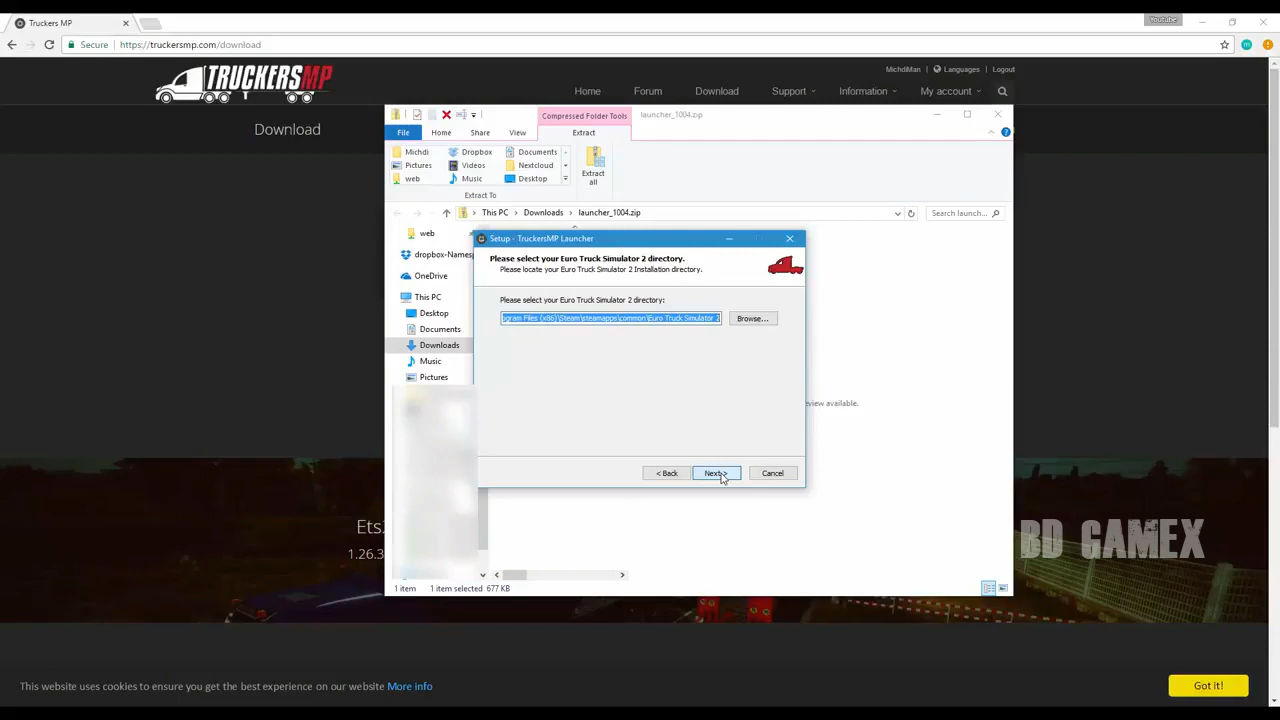 Truckers MP
Youtube
Secure https://truckersmp.com/download
TRUCKERSMP
MichdiMan Languages Logout
Home Forum Download Support Information My account
Download
Compressed Folder Tools launcher_1004.zip
File Home Share View Extract
Michdi Dropbox Documents
Pictures Videos Nextcloud
web Music Desktop
Extract all
Extract To
This PC Downloads launcher_1004.zip Search launch...
web
dropbox-Names
OneDrive
This PC
Desktop
Documents
Downloads
Music
Pictures
Setup - TruckersMP Launcher
Please select your Euro Truck Simulator 2 directory.
Please locate your Euro Truck Simulator 2 Installation directory.
Please select your Euro Truck Simulator 2 directory:
ogram Files (x86)\Steam\steamapps\common\Euro Truck Simulator 2 Browse...
eview available.
< Back Next > Cancel
Ets2
1.26.3
BD GAMEX
1 item 1 item selected 677 KB
This website uses cookies to ensure you get the best experience on our website More info
Got it!